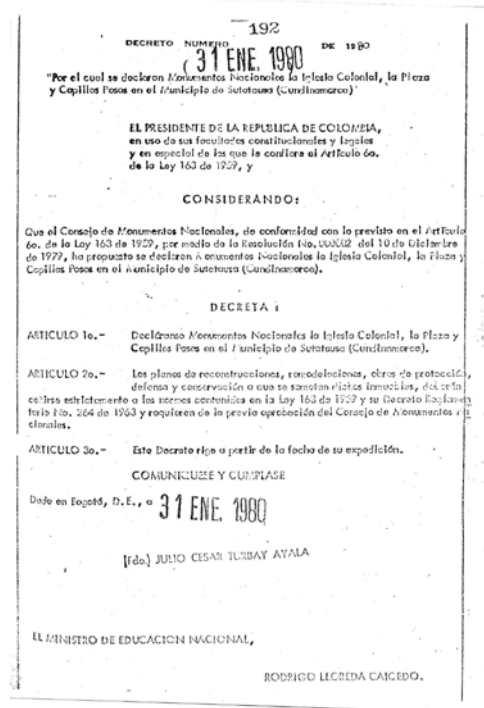 192
DECRETO NUMERO DE 1980
(31 ENE. 1980
"Por el cual se declaran Monumentos Nacionales la Iglesia Colonial, la Plaza
y Capillas Posas en el Municipio de Sutatausa (Cundinamarca)"
EL PRESIDENTE DE LA REPUBLICA DE COLOMBIA,
en uso de sus facultades constitucionales y legales
y en especial de las que le confiere el Artículo 6o.
de la Ley 163 de 1959, y
CONSIDERANDO:
Que el Consejo de Monumentos Nacionales, de conformidad con lo previsto en el Artículo
6o. de la Ley 163 de 1959, por medio de la Resolución No. 002 del 10 de Diciembre
de 1979, ha propuesto se declaren Monumentos Nacionales la Iglesia Colonial, la Plaza y
Capillas Posas en el Municipio de Sutatausa (Cundinamarca).
DECRETA :
ARTICULO 1o.- Decláranse Monumentos Nacionales la Iglesia Colonial, la Plaza y
Capillas Posas en el Municipio de Sutatausa (Cundinamarca).
ARTICULO 2o.- Los planos de reconstrucciones, remodelaciones, obras de protección,
defensa y conservación a que se sometan dichos inmuebles, deberán
ceñirse estrictamente a las normas contenidas en la Ley 163 de 1959 y su Decreto Reglamen
tario No. 264 de 1963 y requieren de la previa aprobación del Consejo de Monumentos Na
cionales.
ARTICULO 3o.- Este Decreto rige a partir de la fecha de su expedición.
COMUNIQUESE Y CUMPLASE
Dado en Bogotá, D.E., a 31 ENE. 1980
(Fdo.) JULIO CESAR TURBAY AYALA
EL MINISTRO DE EDUCACION NACIONAL,
RODRIGO LLOREDA CAICEDO.